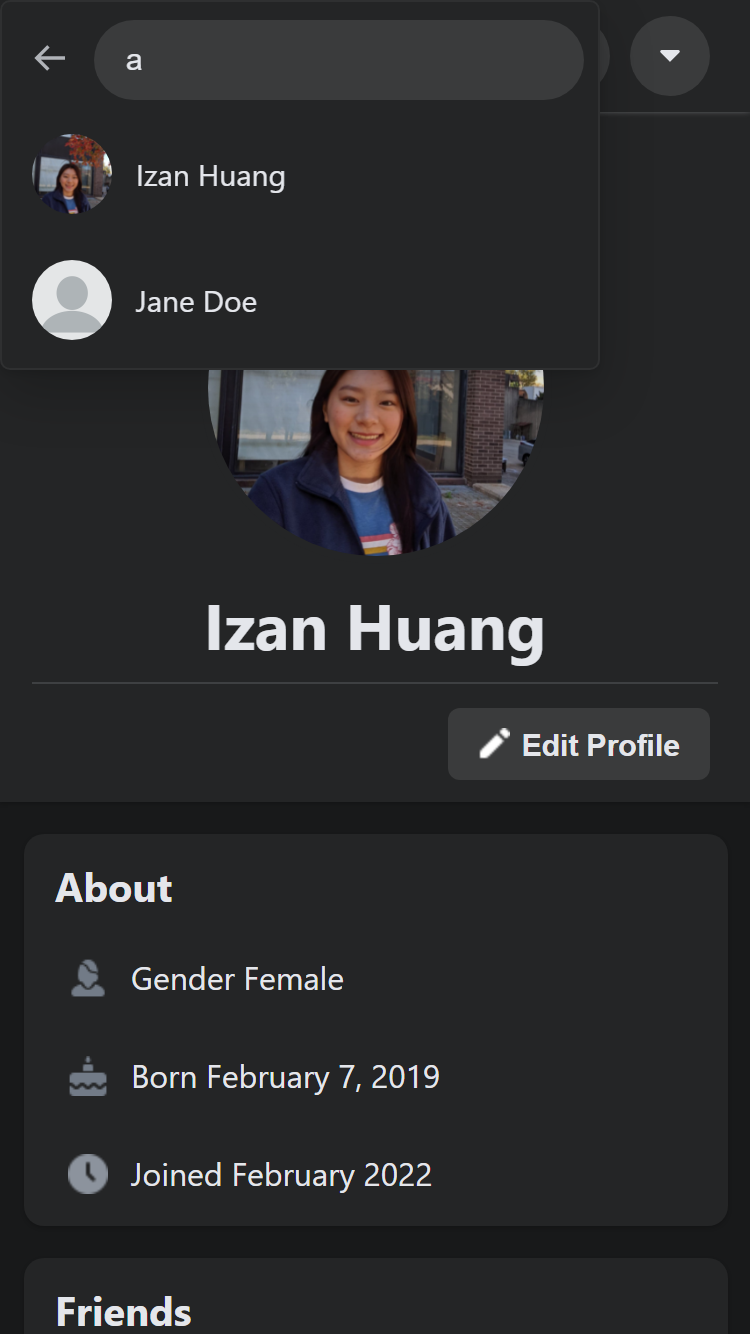 a
Izan Huang
Jane Doe
Izan Huang
Edit Profile
About
Gender Female
Born February 7, 2019
Joined February 2022
Friends